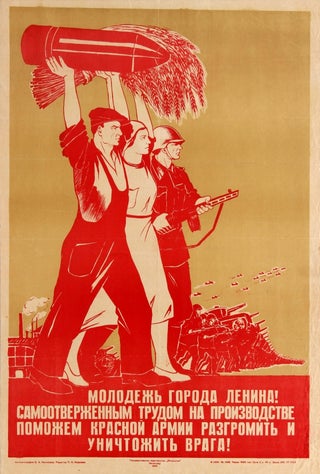 МОЛОДЕЖЬ ГОРОДА ЛЕНИНА!
САМООТВЕРЖЕННЫМ ТРУДОМ НА ПРОИЗВОДСТВЕ
ПОМОЖЕМ КРАСНОЙ АРМИИ РАЗГРОМИТЬ И
УНИЧТОЖИТЬ ВРАГА!